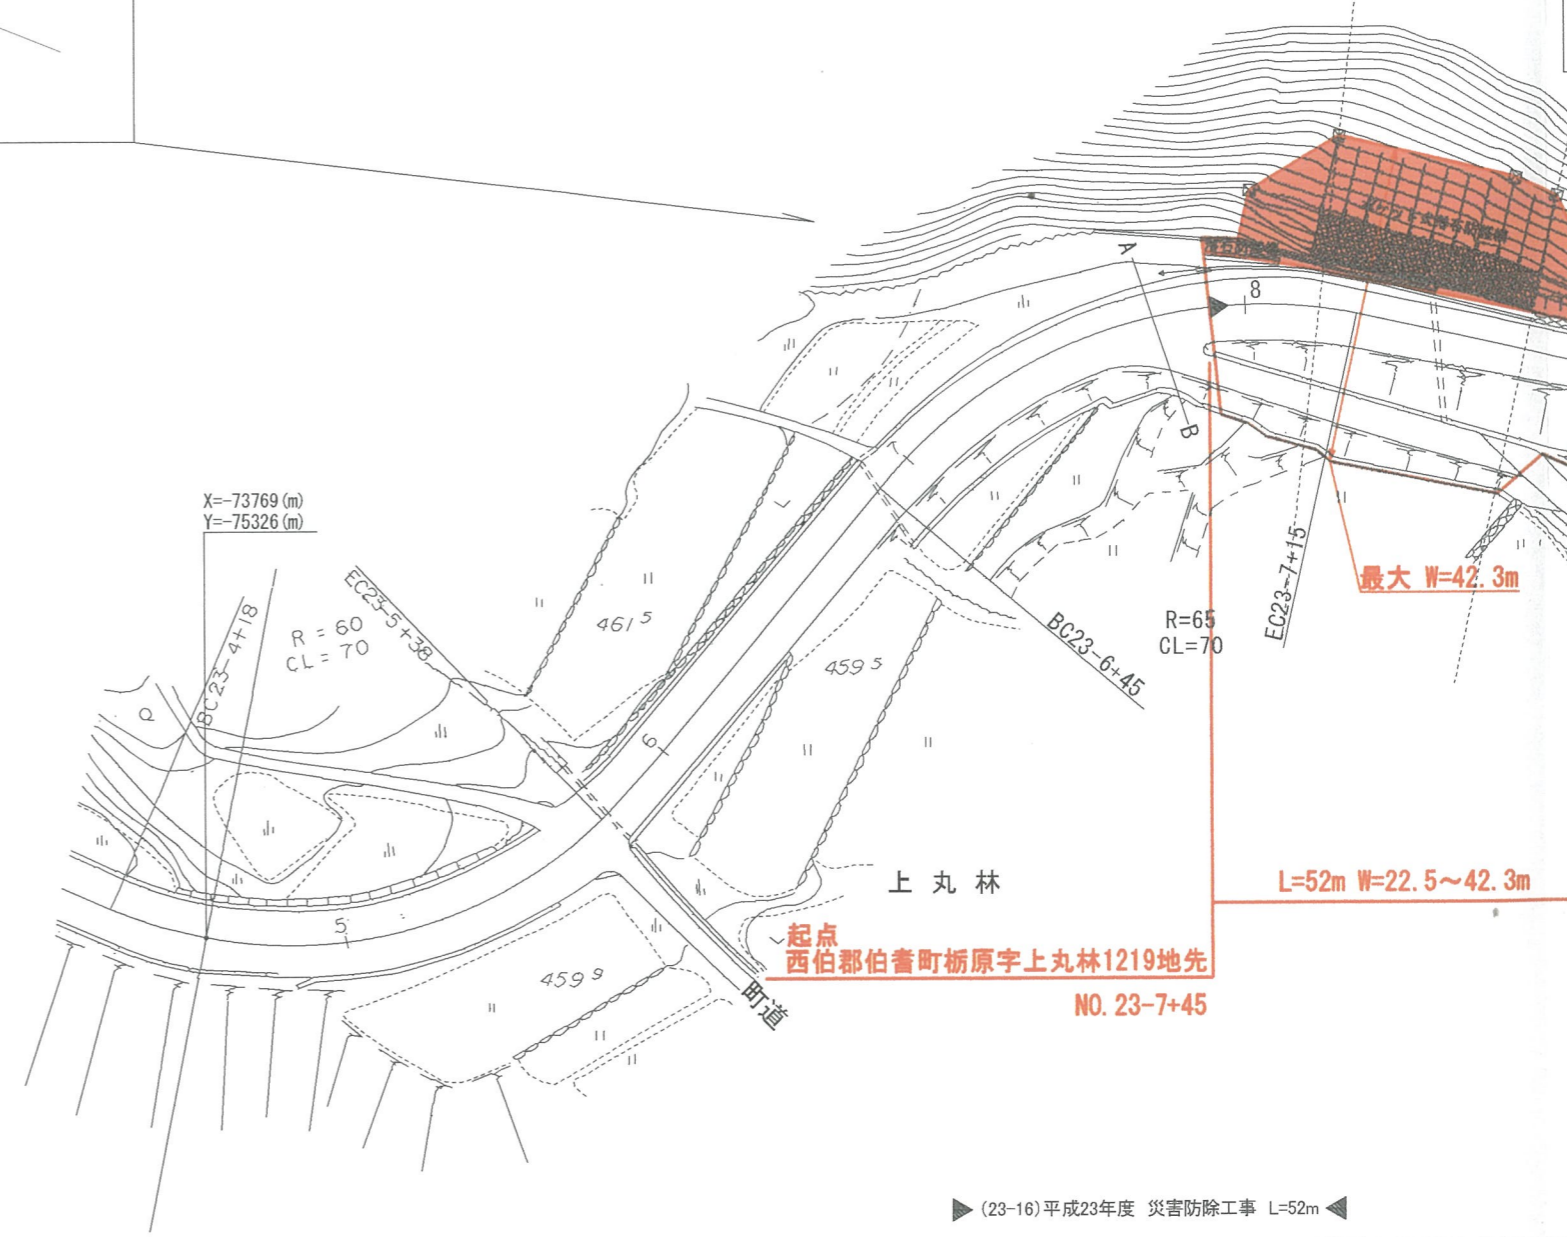 A
8
B
X=-73769(m)
Y=-75326(m)
EC23-5+38
BC23-4+18
R=60
CL=70
461 5
459 5
BC23-6+45
R=65
CL=70
EC23-7+15
最大 W=42.3m
6
5
上丸林
L=52m W=22.5～42.3m
起点
西伯郡伯耆町栃原字上丸林1219地先
NO. 23-7+45
459 9
町道
(23-16)平成23年度 災害防除工事 L=52m